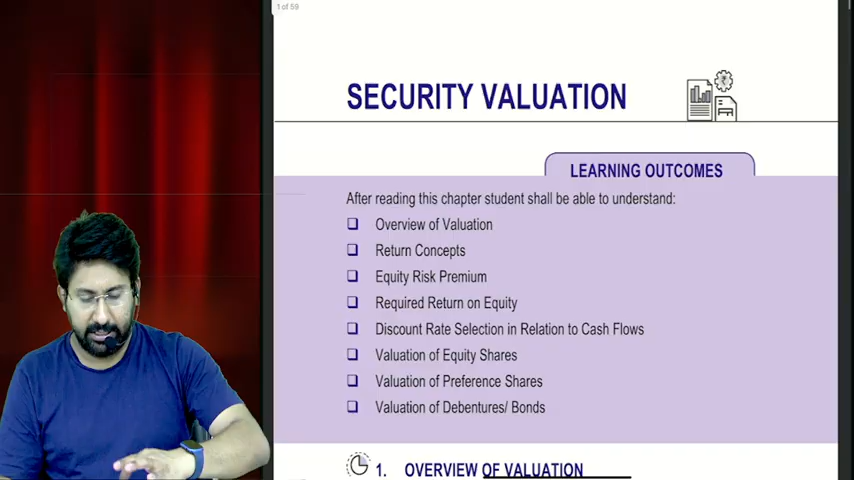 1 of 59
SECURITY VALUATION
LEARNING OUTCOMES
After reading this chapter student shall be able to understand:
❑ Overview of Valuation
❑ Return Concepts
❑ Equity Risk Premium
❑ Required Return on Equity
❑ Discount Rate Selection in Relation to Cash Flows
❑ Valuation of Equity Shares
❑ Valuation of Preference Shares
❑ Valuation of Debentures/ Bonds
1. OVERVIEW OF VALUATION